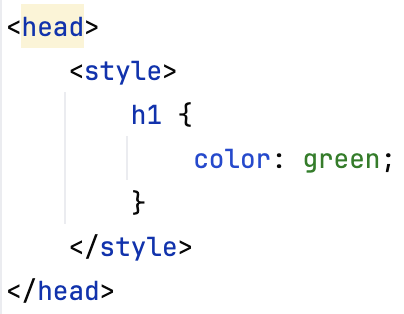 <head>
    <style>
        h1 {
            color: green;
        }
    </style>
</head>